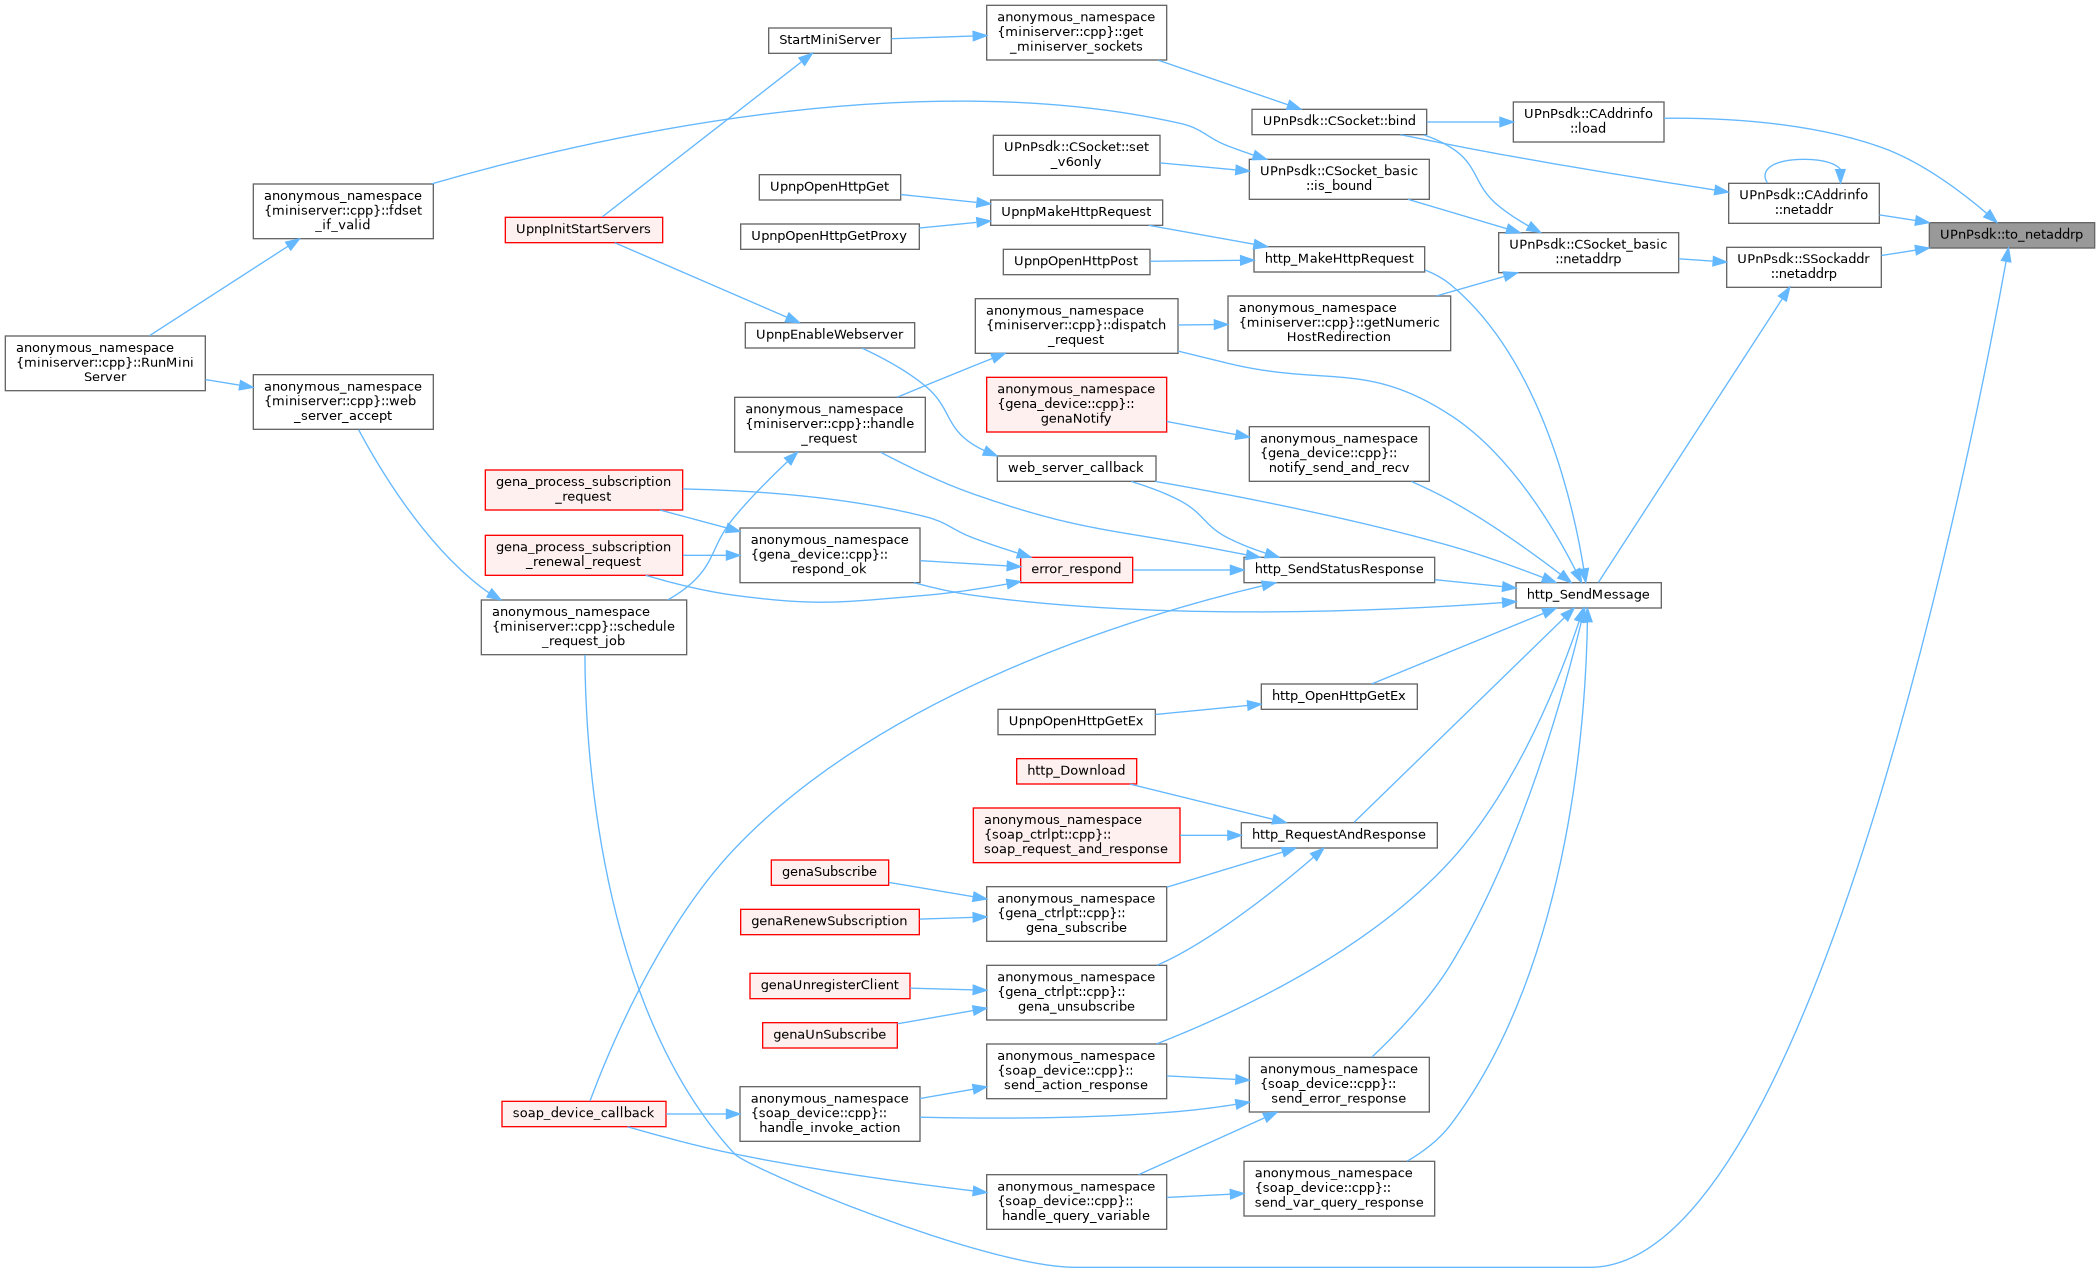 anonymous_namespace
{miniserver::cpp}::get
_miniserver_sockets
StartMiniServer
UPnPsdk::CAddrinfo
::load
UPnPsdk::CSocket::bind
UPnPsdk::CSocket::set
_v6only
UPnPsdk::CSocket_basic
::is_bound
UpnpOpenHttpGet
anonymous_namespace
{miniserver::cpp}::fdset
_if_valid
UPnPsdk::CAddrinfo
::netaddr
UpnpMakeHttpRequest
UpnpInitStartServers
UpnpOpenHttpGetProxy
UPnPsdk::to_netaddrp
UPnPsdk::CSocket_basic
::netaddrp
UPnPsdk::SSockaddr
::netaddrp
UpnpOpenHttpPost
http_MakeHttpRequest
anonymous_namespace
{miniserver::cpp}::dispatch
_request
anonymous_namespace
{miniserver::cpp}::getNumeric
HostRedirection
UpnpEnableWebserver
anonymous_namespace
{miniserver::cpp}::RunMini
Server
anonymous_namespace
{miniserver::cpp}::web
_server_accept
anonymous_namespace
{gena_device::cpp}::
genaNotify
anonymous_namespace
{miniserver::cpp}::handle
_request
anonymous_namespace
{gena_device::cpp}::
notify_send_and_recv
web_server_callback
gena_process_subscription
_request
gena_process_subscription
_renewal_request
anonymous_namespace
{gena_device::cpp}::
respond_ok
error_respond
http_SendStatusResponse
http_SendMessage
anonymous_namespace
{miniserver::cpp}::schedule
_request_job
http_OpenHttpGetEx
UpnpOpenHttpGetEx
http_Download
anonymous_namespace
{soap_ctrlpt::cpp}::
soap_request_and_response
http_RequestAndResponse
genaSubscribe
anonymous_namespace
{gena_ctrlpt::cpp}::
gena_subscribe
genaRenewSubscription
genaUnregisterClient
anonymous_namespace
{gena_ctrlpt::cpp}::
gena_unsubscribe
genaUnSubscribe
anonymous_namespace
{soap_device::cpp}::
send_action_response
anonymous_namespace
{soap_device::cpp}::
send_error_response
soap_device_callback
anonymous_namespace
{soap_device::cpp}::
handle_invoke_action
anonymous_namespace
{soap_device::cpp}::
handle_query_variable
anonymous_namespace
{soap_device::cpp}::
send_var_query_response